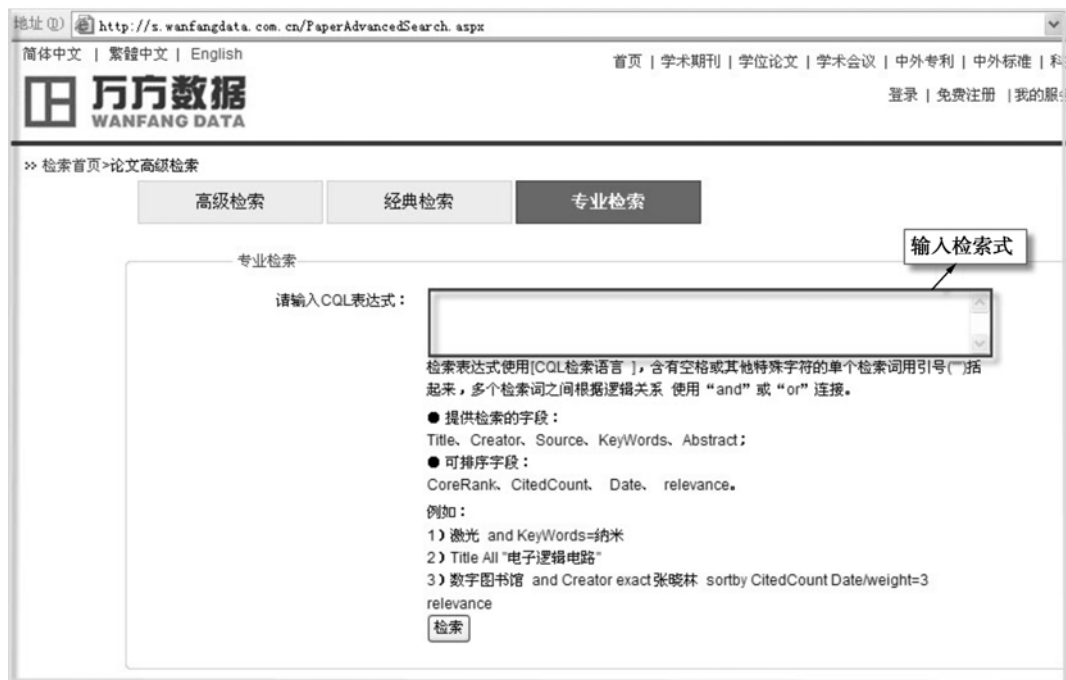 地址(D) http://s.wanfangdata.com.cn/PaperAdvancedSearch.aspx
简体中文 | 繁體中文 | English
首页 | 学术期刊 | 学位论文 | 学术会议 | 中外专利 | 中外标准 | 科
万方数据
WANFANG DATA
登录 | 免费注册 | 我的服
>> 检索首页>论文高级检索
高级检索 经典检索 专业检索
输入检索式
专业检索
请输入CQL表达式：
检索表达式使用[CQL检索语言 ]，含有空格或其他特殊字符的单个检索词用引号("")括
起来，多个检索词之间根据逻辑关系 使用“and”或“or”连接。
● 提供检索的字段：
Title、Creator、Source、KeyWords、Abstract；
● 可排序字段：
CoreRank、CitedCount、 Date、 relevance。
例如：
1）激光 and KeyWords=纳米
2）Title All "电子逻辑电路"
3）数字图书馆 and Creator exact 张晓林 sortby CitedCount Date/weight=3
relevance
检索